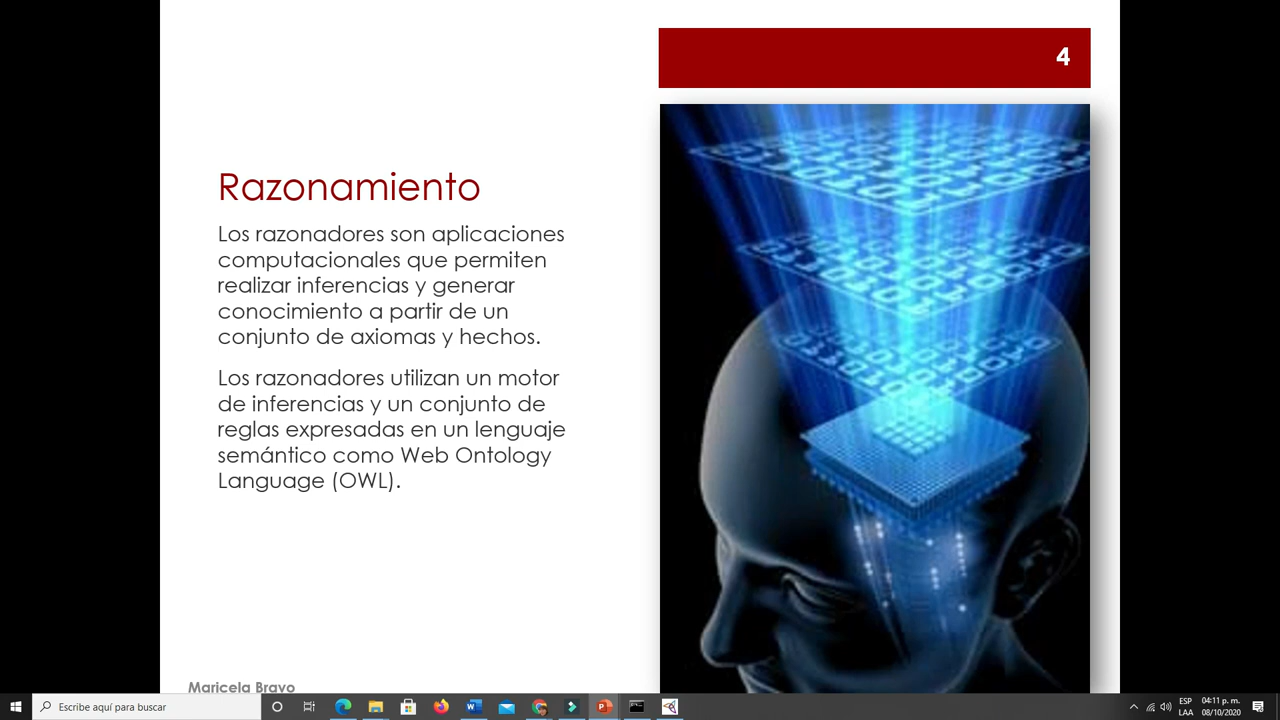 4
Razonamiento
Los razonadores son aplicaciones
computacionales que permiten
realizar inferencias y generar
conocimiento a partir de un
conjunto de axiomas y hechos.
Los razonadores utilizan un motor
de inferencias y un conjunto de
reglas expresadas en un lenguaje
semántico como Web Ontology
Language (OWL).
Maricela Bravo
Escribe aquí para buscar
ESP
LAA
04:11 p. m.
08/10/2020